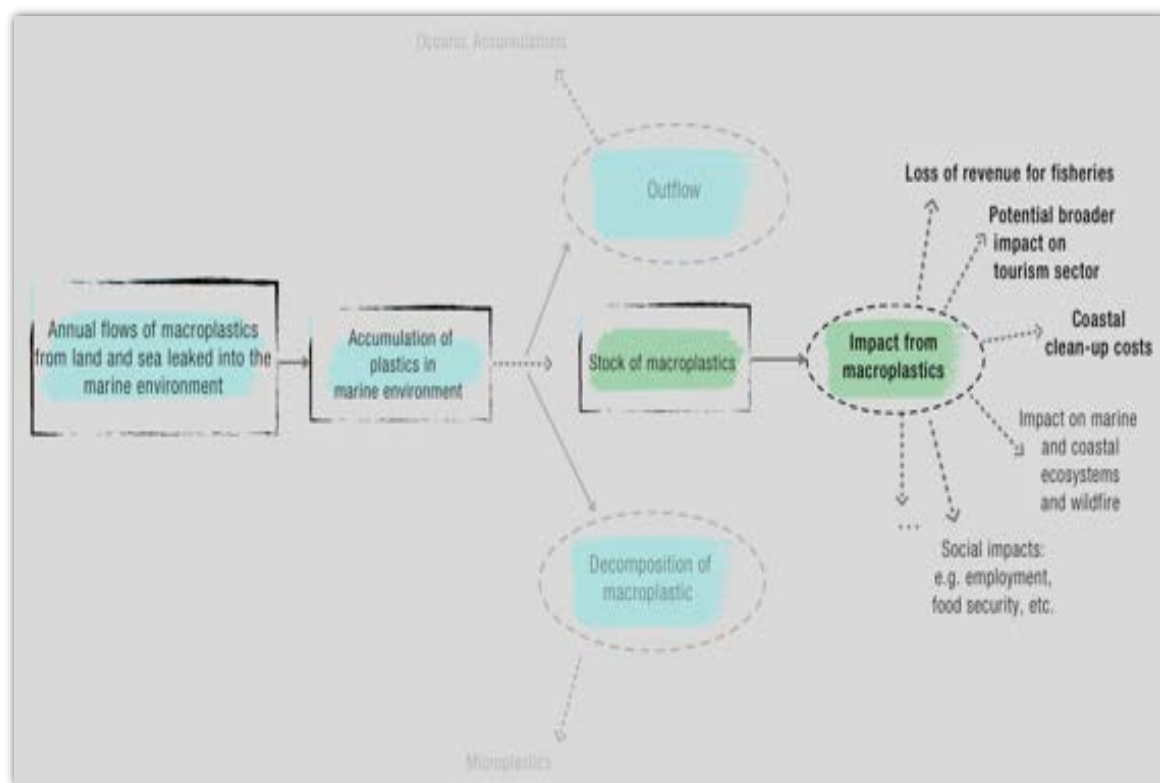 Oceanic Accumulations
Outflow
Loss of revenue for fisheries
Potential broader
impact on
tourism sector
Annual flows of macroplastics
from land and sea leaked into the
marine environment
Accumulation of
plastics in
marine environment
Stock of macroplastics
Impact from
macroplastics
Coastal
clean-up costs
Impact on marine
and coastal
ecosystems
and wildfire
...
Social impacts:
e.g. employment,
food security, etc.
Decomposition of
macroplastic
Microplastics